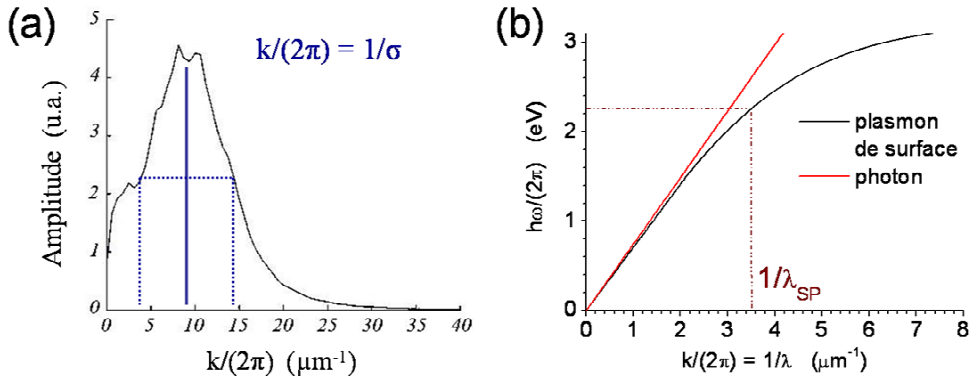 (a)
k/(2π) = 1/σ
Amplitude (u.a.)
5
4
3
2
1
0
0 5 10 15 20 25 30 35 40
k/(2π) (μm⁻¹)
(b)
hω/(2π) (eV)
3
2
1
0
plasmon
de surface
photon
1/λSP
0 1 2 3 4 5 6 7 8
k/(2π) = 1/λ (μm⁻¹)